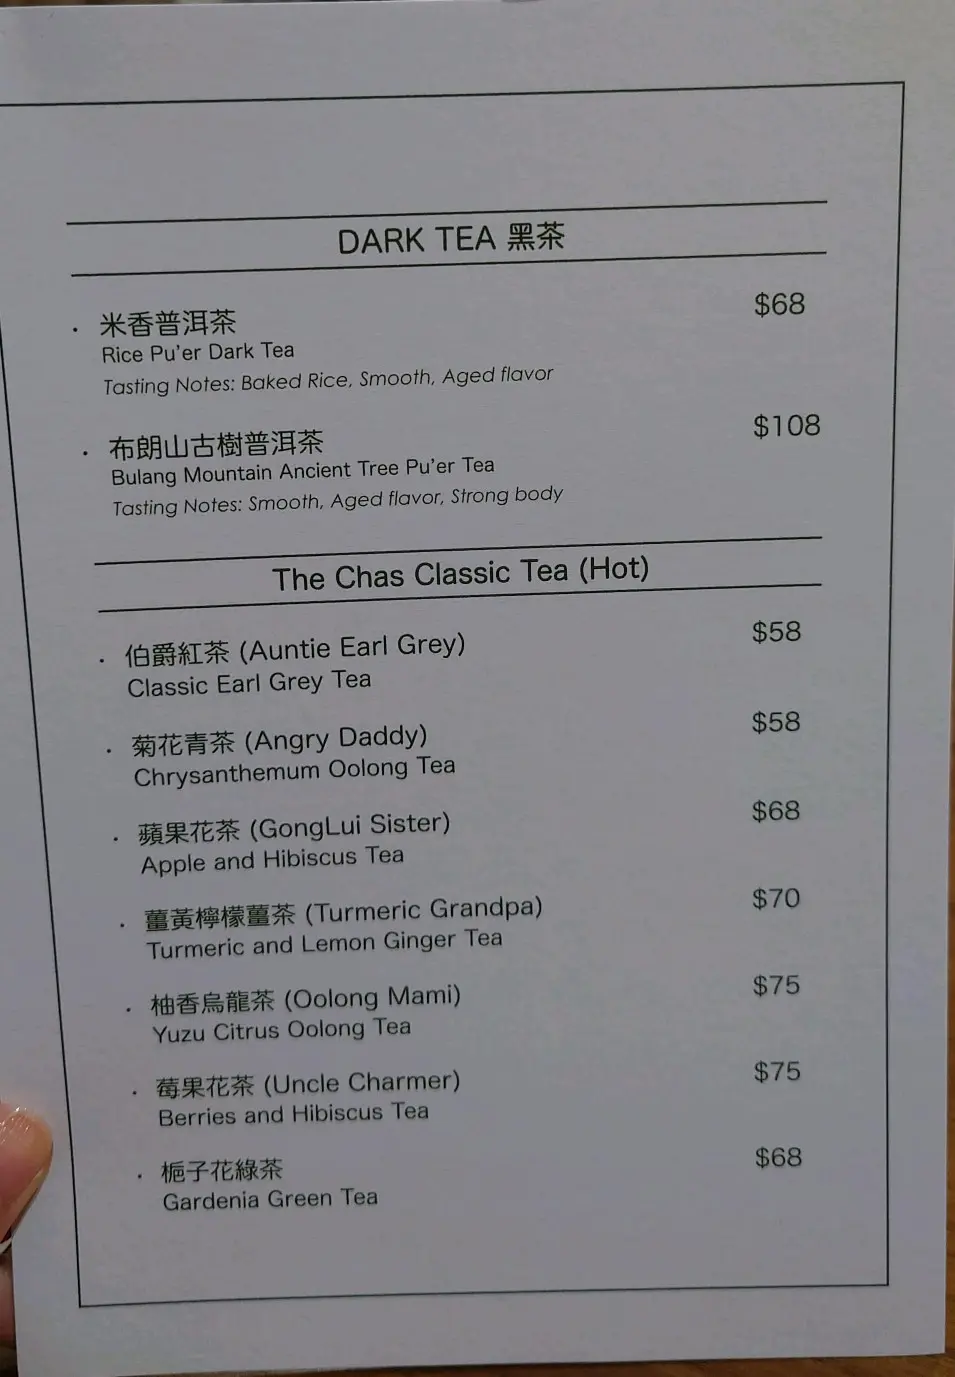 DARK TEA 黑茶
· 米香普洱茶 $68
Rice Pu'er Dark Tea
Tasting Notes: Baked Rice, Smooth, Aged flavor
· 布朗山古樹普洱茶 $108
Bulang Mountain Ancient Tree Pu'er Tea
Tasting Notes: Smooth, Aged flavor, Strong body
The Chas Classic Tea (Hot)
· 伯爵紅茶 (Auntie Earl Grey) $58
Classic Earl Grey Tea
· 菊花青茶 (Angry Daddy) $58
Chrysanthemum Oolong Tea
· 蘋果花茶 (GongLui Sister) $68
Apple and Hibiscus Tea
· 薑黃檸檬薑茶 (Turmeric Grandpa) $70
Turmeric and Lemon Ginger Tea
· 柚香烏龍茶 (Oolong Mami) $75
Yuzu Citrus Oolong Tea
· 莓果花茶 (Uncle Charmer) $75
Berries and Hibiscus Tea
· 梔子花綠茶 $68
Gardenia Green Tea